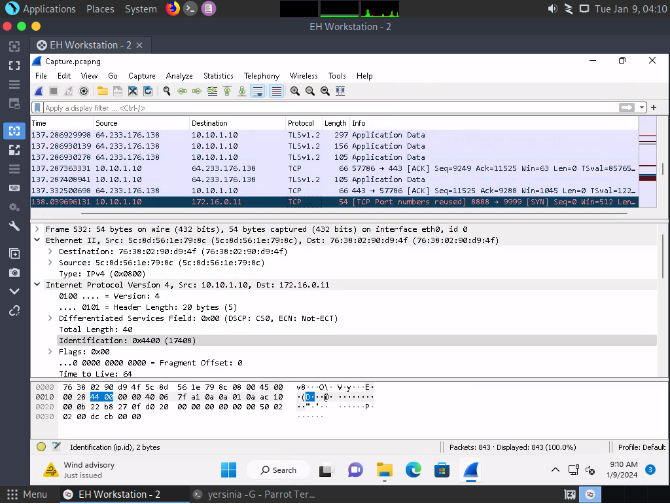 Applications Places System Tue Jan 9, 04:10
EH Workstation - 2
EH Workstation - 2 ×
Capture.pcapng
File Edit View Go Capture Analyze Statistics Telephony Wireless Tools Help
Apply a display filter ... <Ctrl-/>
Time Source Destination Protocol Length Info
137.286929998 64.233.176.138 10.10.1.10 TLSv1.2 297 Application Data
137.286930139 64.233.176.138 10.10.1.10 TLSv1.2 156 Application Data
137.286930278 64.233.176.138 10.10.1.10 TLSv1.2 105 Application Data
137.287363331 10.10.1.10 64.233.176.138 TCP 66 57786 → 443 [ACK] Seq=9249 Ack=11525 Win=63 Len=0 TSval=85765...
137.287408941 10.10.1.10 64.233.176.138 TLSv1.2 105 Application Data
137.332500698 64.233.176.138 10.10.1.10 TCP 66 443 → 57786 [ACK] Seq=11525 Ack=9288 Win=1045 Len=0 TSval=122...
138.039696131 10.10.1.10 172.16.0.11 TCP 54 [TCP Port numbers reused] 8888 → 9999 [SYN] Seq=0 Win=512 Len...
Frame 532: 54 bytes on wire (432 bits), 54 bytes captured (432 bits) on interface eth0, id 0
Ethernet II, Src: 5c:8d:56:1e:79:8c (5c:8d:56:1e:79:8c), Dst: 76:38:02:90:d9:4f (76:38:02:90:d9:4f)
Destination: 76:38:02:90:d9:4f (76:38:02:90:d9:4f)
Source: 5c:8d:56:1e:79:8c (5c:8d:56:1e:79:8c)
Type: IPv4 (0x0800)
Internet Protocol Version 4, Src: 10.10.1.10, Dst: 172.16.0.11
0100 .... = Version: 4
.... 0101 = Header Length: 20 bytes (5)
Differentiated Services Field: 0x00 (DSCP: CS0, ECN: Not-ECT)
Total Length: 40
Identification: 0x4400 (17408)
Flags: 0x00
...0 0000 0000 0000 = Fragment Offset: 0
Time to Live: 64
0000 76 38 02 90 d9 4f 5c 8d 56 1e 79 8c 08 00 45 00 v8···O\· V·y···E·
0010 00 28 44 00 00 00 40 06 7f a1 0a 0a 01 0a ac 10 ·(D···@· ········
0020 00 0b 22 b8 27 0f d0 20 00 00 00 00 00 00 50 02 ··"·'·· ······P·
0030 02 00 dc cb 00 00 ······
Identification (ip.id), 2 bytes Packets: 843 · Displayed: 843 (100.0%) Profile: Default
Wind advisory
Just issued
Search
9:10 AM
1/9/2024
3
Menu EH Workstation - 2 yersinia -G - Parrot Ter...